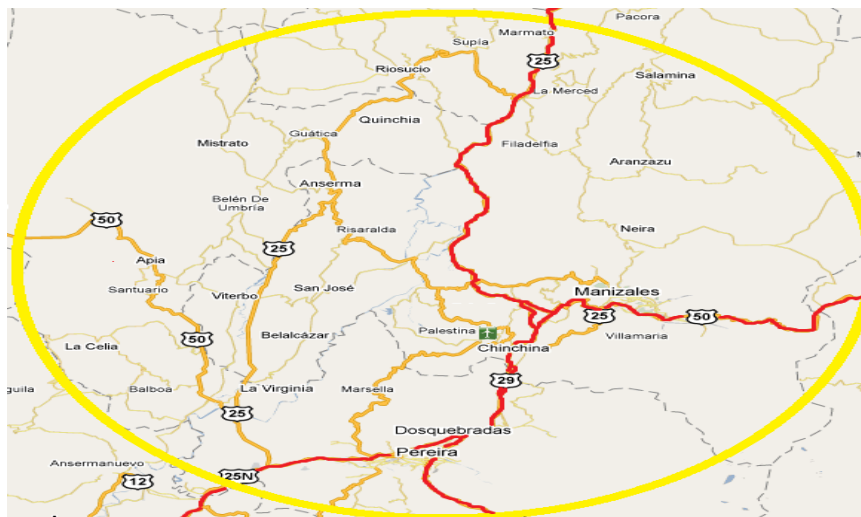 Pacora
Marmato
Supía
25
Riosucio
Salamina
La Merced
Quinchia
Guática
Mistrato
Filadelfia
Aranzazu
Anserma
Belén De
Umbría
50
Risaralda
Neira
25
Apia
Santuario
San José
Viterbo
Manizales
25
50
Palestina
Villamaria
Belalcázar
50
La Celia
Chinchina
29
Balboa
La Virginia
Marsella
25
Dosquebradas
Pereira
Ansermanuevo
25N
12